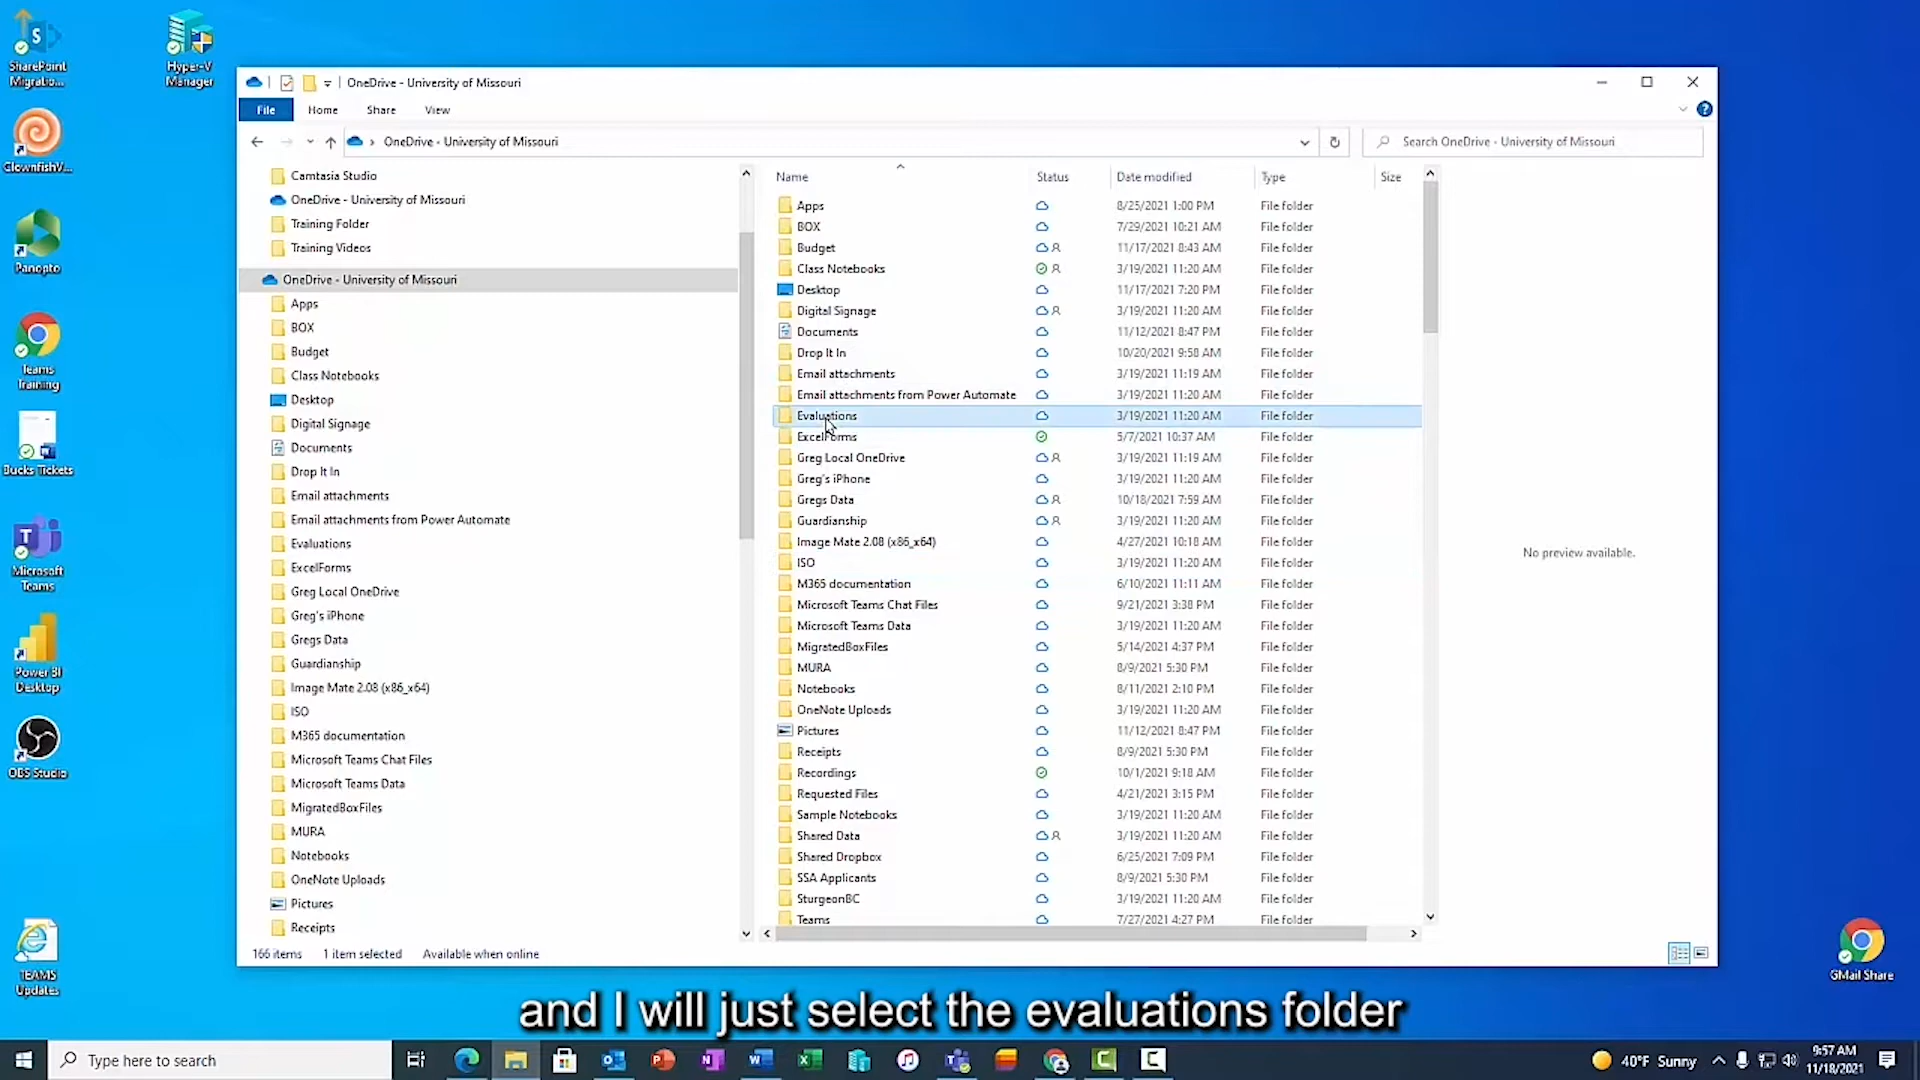 SharePoint
Migratio...
Hyper-V
Manager
ClownfishV...
Panopto
Teams
Training
Bucks Tickets
Microsoft
Teams
Power BI
Desktop
OBS Studio
TEAMS
Updates
GMail Share
OneDrive - University of Missouri
File Home Share View
OneDrive - University of Missouri
Search OneDrive - University of Missouri
Camtasia Studio
OneDrive - University of Missouri
Training Folder
Training Videos
OneDrive - University of Missouri
Apps
BOX
Budget
Class Notebooks
Desktop
Digital Signage
Documents
Drop It In
Email attachments
Email attachments from Power Automate
Evaluations
ExcelForms
Greg Local OneDrive
Greg's iPhone
Gregs Data
Guardianship
Image Mate 2.08 (x86_x64)
ISO
M365 documentation
Microsoft Teams Chat Files
Microsoft Teams Data
MigratedBoxFiles
MURA
Notebooks
OneNote Uploads
Pictures
Receipts
Name Status Date modified Type Size
Apps 8/25/2021 1:00 PM File folder
BOX 7/29/2021 10:21 AM File folder
Budget 11/17/2021 8:43 AM File folder
Class Notebooks 3/19/2021 11:20 AM File folder
Desktop 11/17/2021 7:20 PM File folder
Digital Signage 3/19/2021 11:20 AM File folder
Documents 11/12/2021 8:47 PM File folder
Drop It In 10/20/2021 9:58 AM File folder
Email attachments 3/19/2021 11:19 AM File folder
Email attachments from Power Automate 3/19/2021 11:20 AM File folder
Evaluations 3/19/2021 11:20 AM File folder
ExcelForms 5/7/2021 10:37 AM File folder
Greg Local OneDrive 3/19/2021 11:19 AM File folder
Greg's iPhone 3/19/2021 11:20 AM File folder
Gregs Data 10/18/2021 7:59 AM File folder
Guardianship 3/19/2021 11:20 AM File folder
Image Mate 2.08 (x86_x64) 4/27/2021 10:18 AM File folder
ISO 3/19/2021 11:20 AM File folder
M365 documentation 6/10/2021 11:11 AM File folder
Microsoft Teams Chat Files 9/21/2021 3:38 PM File folder
Microsoft Teams Data 3/19/2021 11:20 AM File folder
MigratedBoxFiles 5/14/2021 4:37 PM File folder
MURA 8/9/2021 5:30 PM File folder
Notebooks 8/11/2021 2:10 PM File folder
OneNote Uploads 3/19/2021 11:20 AM File folder
Pictures 11/12/2021 8:47 PM File folder
Receipts 8/9/2021 5:30 PM File folder
Recordings 10/1/2021 9:18 AM File folder
Requested Files 4/21/2021 3:15 PM File folder
Sample Notebooks 3/19/2021 11:20 AM File folder
Shared Data 3/19/2021 11:20 AM File folder
Shared Dropbox 6/25/2021 7:09 PM File folder
SSA Applicants 8/9/2021 5:30 PM File folder
SturgeonBC 3/19/2021 11:20 AM File folder
Teams 7/27/2021 4:27 PM File folder
No preview available.
166 items 1 item selected Available when online
and I will just select the evaluations folder
Type here to search
40°F Sunny
9:57 AM
11/18/2021